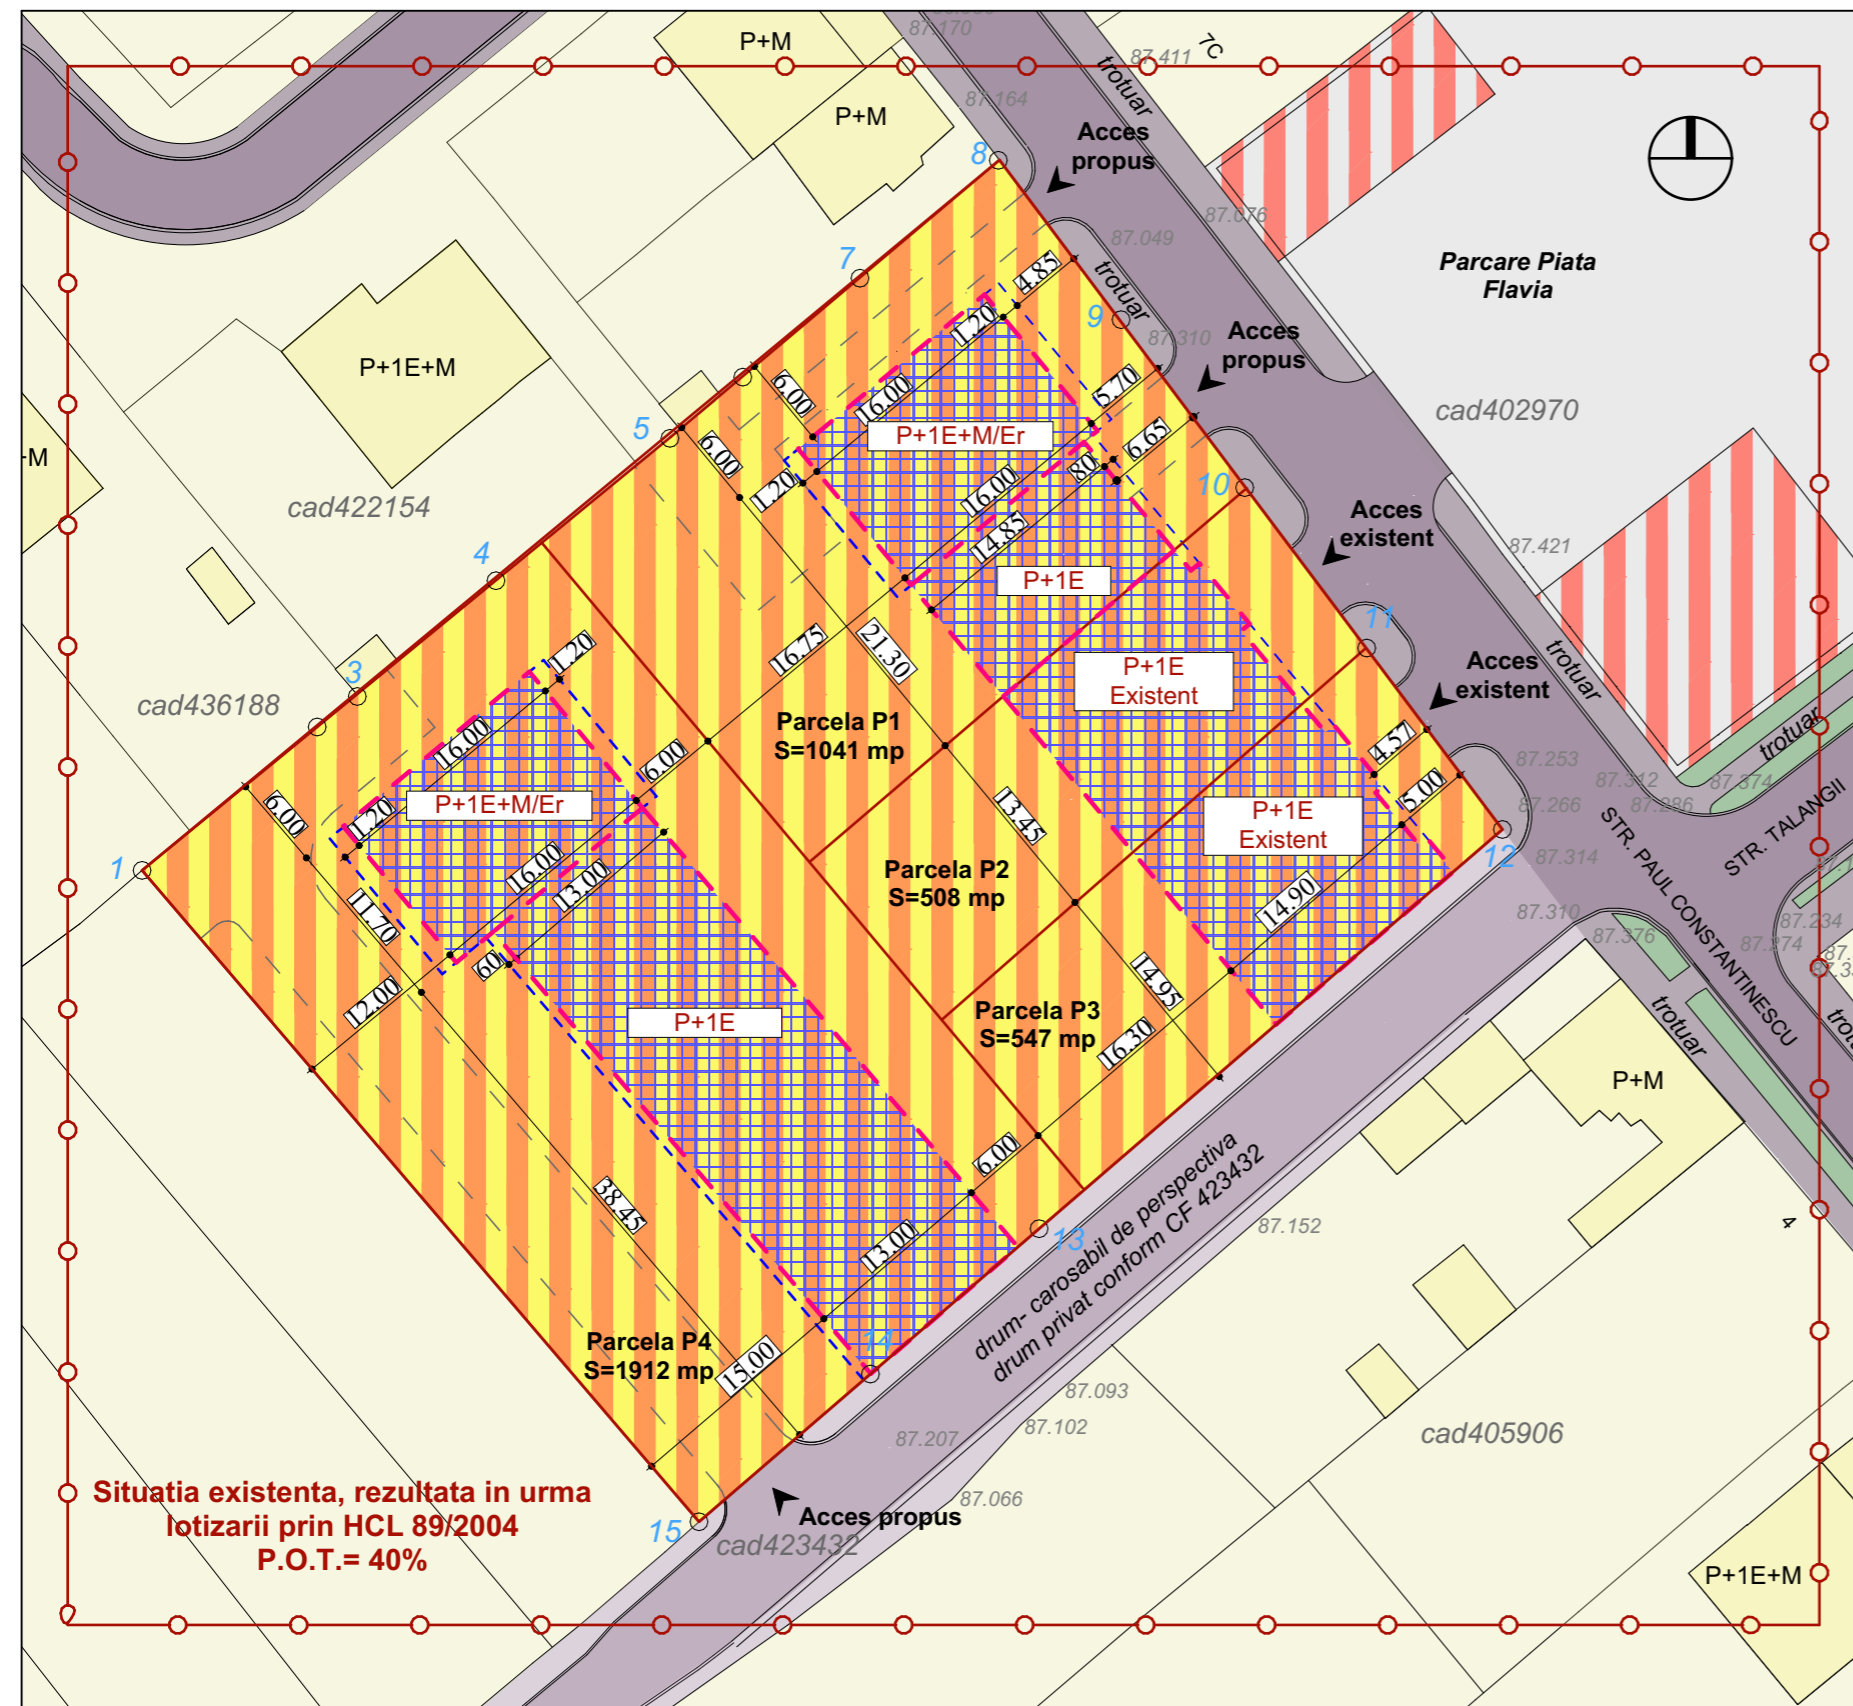 P+M
87.170
87.411
7C
trotuar
P+M
87.164
Acces
propus
8
87.076
87.049
7
trotuar
4.85
Parcare Piata
Flavia
9
87.310
Acces
propus
1.20
P+1E+M
6.00
16.00
5.70
cad402970
5
6.00
P+1E+M/Er
6.65
-M
1.20
16.00
80
10
cad422154
Acces
existent
14.85
87.421
4
P+1E
11
1.20
16.75
21.30
P+1E
Existent
Acces
existent
trotuar
3
cad436188
16.00
Parcela P1
S=1041 mp
4.57
trotuar
6.00
87.253
87.312
87.374
5.00
6.00
P+1E+M/Er
13.45
P+1E
Existent
87.266
87.286
1.20
STR. PAUL CONSTANTINESCU
STR. TALANGII
1
16.00
13.00
Parcela P2
S=508 mp
12
87.314
14.90
11.70
87.310
87.376
87.234
87.274
60
14.95
12.00
Parcela P3
S=547 mp
P+1E
16.30
trotuar
P+M
6.00
38.45
13.00
13
drum- carosabil de perspectiva
drum privat conform CF 423432
87.152
4
14
Parcela P4
S=1912 mp
15.00
87.093
87.102
87.207
cad405906
87.066
Situatia existenta, rezultata in urma
lotizarii prin HCL 89/2004
P.O.T.= 40%
Acces propus
15
cad423432
P+1E+M